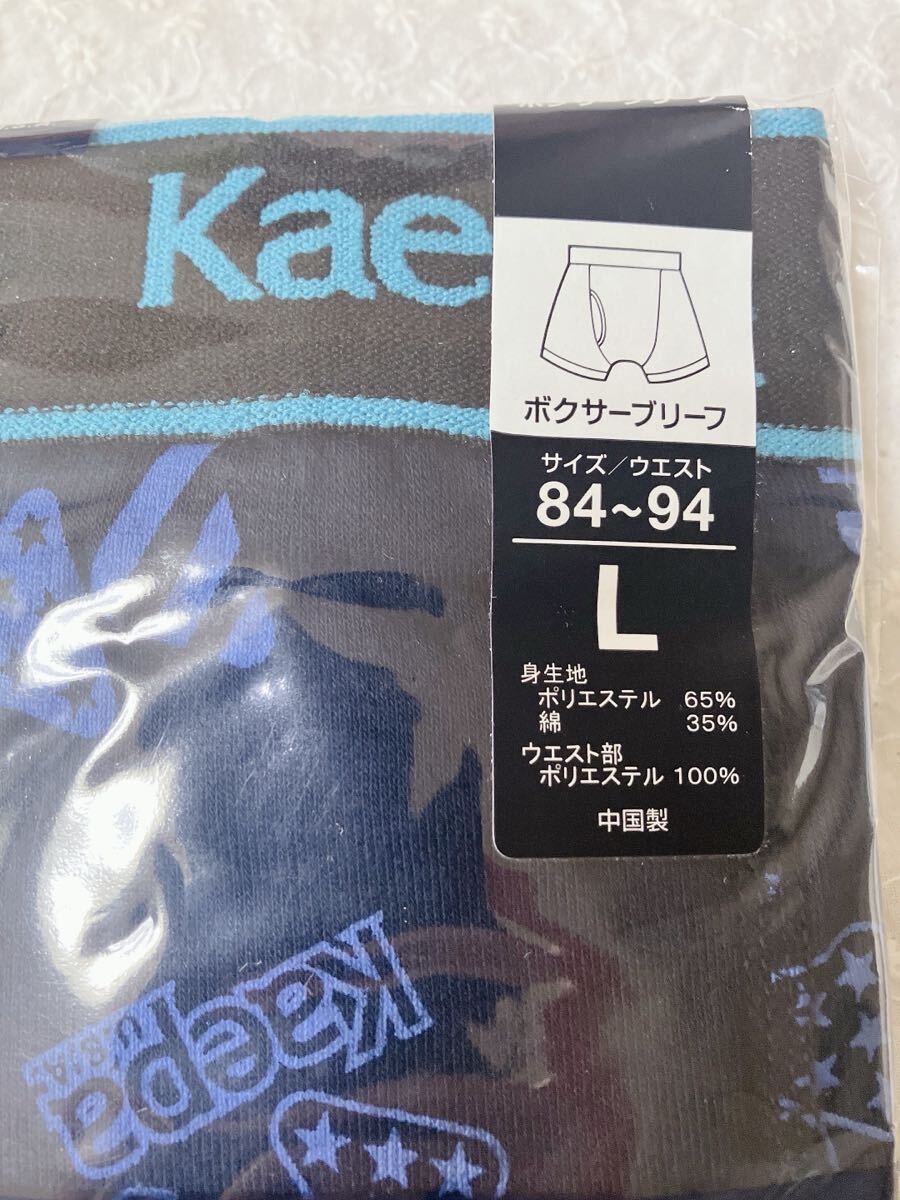 Kae
ボクサーブリーフ
サイズ/ウエスト
84~94
L
身生地
ポリエステル 65%
綿 35%
ウエスト部
ポリエステル 100%
中国製
Kaepa
U.S.A.